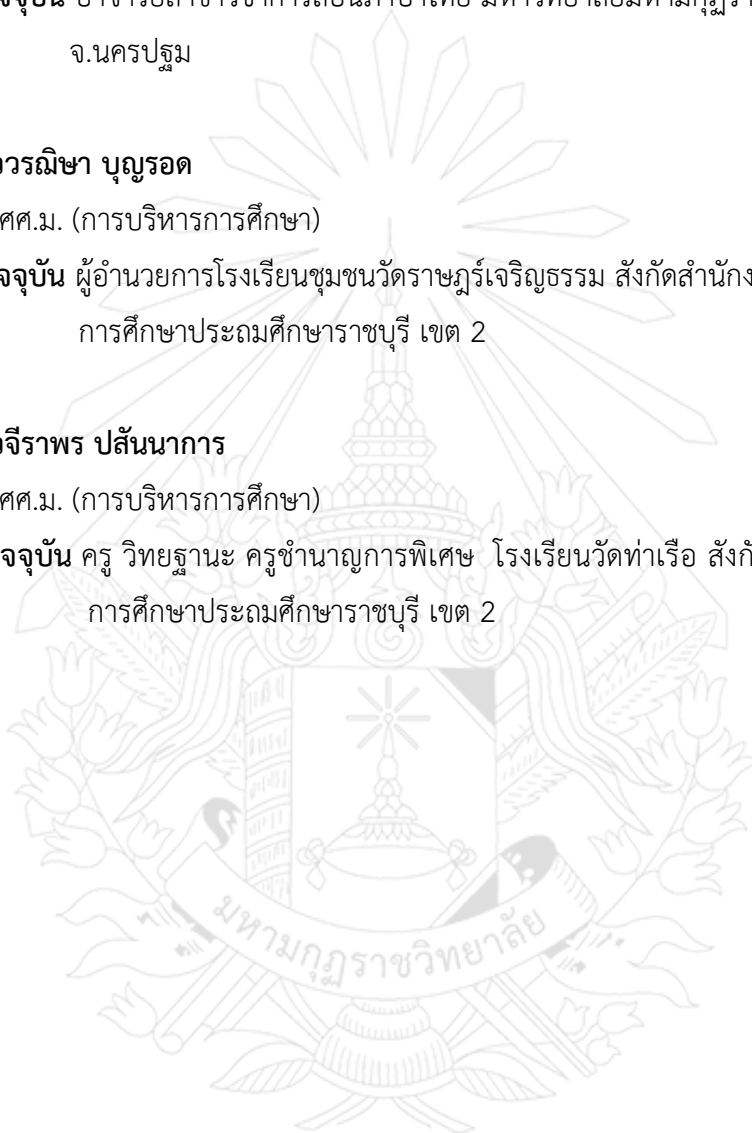 จ.นครปฐม
วรฌิษา บุญรอด
ศศ.ม. (การบริหารการศึกษา)
จจุบัน ผู้อำนวยการโรงเรียนชุมชนวัดราษฎร์เจริญธรรม สังกัดสำนักง
การศึกษาประถมศึกษาราชบุรี เขต 2
จีราพร ปสันนาการ
ศศ.ม. (การบริหารการศึกษา)
จจุบัน ครู วิทยฐานะ ครูชำนาญการพิเศษ โรงเรียนวัดท่าเรือ สังกั
การศึกษาประถมศึกษาราชบุรี เขต 2
มหามกุฏราชวิทยาลัย